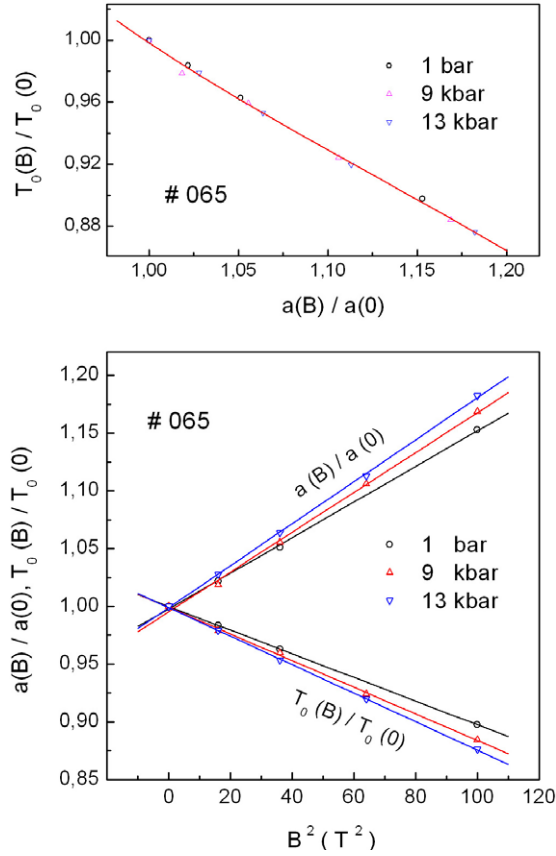 1,00
0,96
0,92
0,88
T₀(B) / T₀ (0)
1 bar
9 kbar
13 kbar
# 065
1,00 1,05 1,10 1,15 1,20
a(B) / a(0)
1,20
1,15
1,10
1,05
1,00
0,95
0,90
0,85
a(B) / a(0), T₀ (B) / T₀ (0)
# 065
a (B) / a (0)
1 bar
9 kbar
13 kbar
T₀ (B) / T₀ (0)
0 20 40 60 80 100 120
B² (T²)